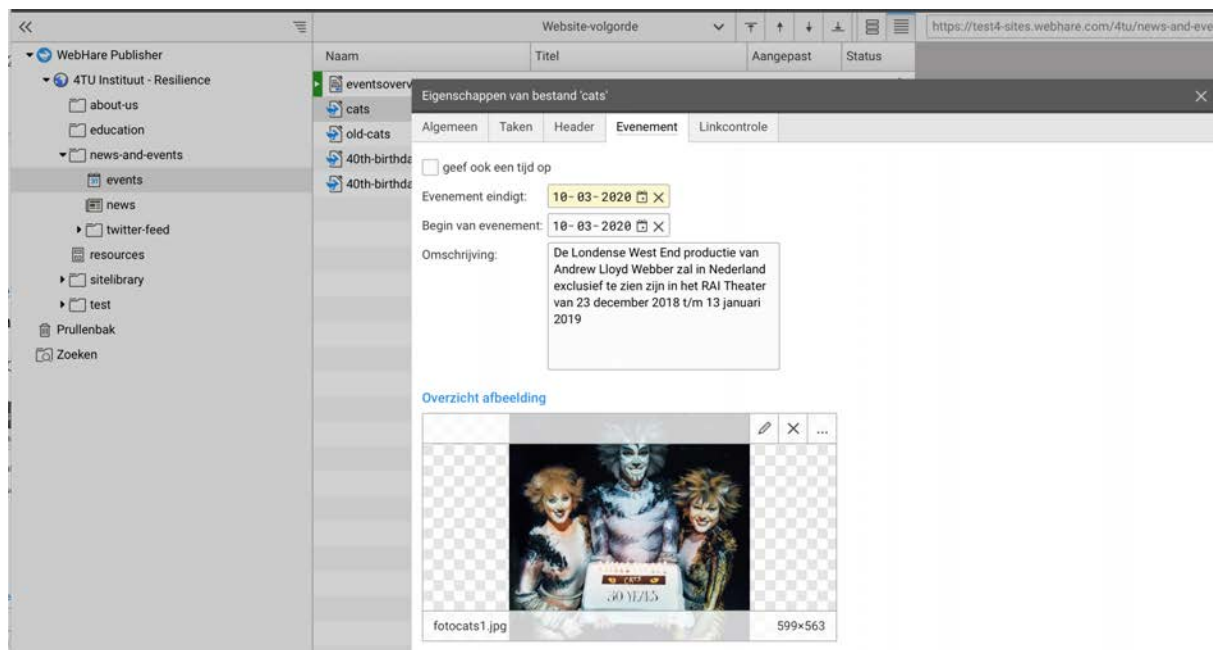 Website-volgorde
https://test4-sites.webhare.com/4tu/news-and-eve
WebHare Publisher
4TU Instituut - Resilience
about-us
education
news-and-events
events
news
twitter-feed
resources
sitelibrary
test
Prullenbak
Zoeken
Naam Titel Aangepast Status
eventsoverv
cats
old-cats
40th-birthda
40th-birthda
Eigenschappen van bestand 'cats'
Algemeen Taken Header Evenement Linkcontrole
geef ook een tijd op
Evenement eindigt: 10-03-2020
Begin van evenement: 10-03-2020
Omschrijving:
De Londense West End productie van
Andrew Lloyd Webber zal in Nederland
exclusief te zien zijn in het RAI Theater
van 23 december 2018 t/m 13 januari
2019
Overzicht afbeelding
...
CATS
30 YEARS
fotocats1.jpg 599×563